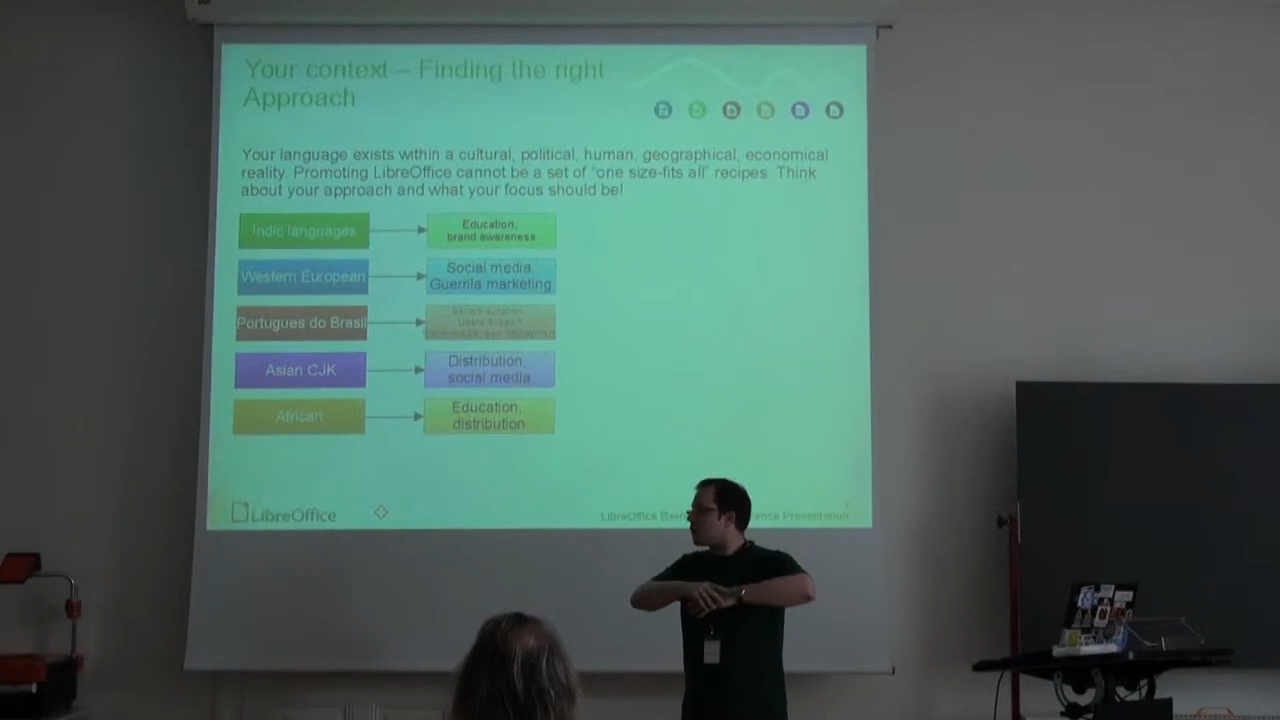 Your context – Finding the right
Approach
Your language exists within a cultural, political, human, geographical, economical
reality. Promoting LibreOffice cannot be a set of "one size-fits all" recipes. Think
about your approach and what your focus should be!
Indic languages
Education,
brand awareness
Western European
Social media,
Guerrila marketing
Portugues do Brasil
Asian CJK
Distribution,
social media
African
Education,
distribution
LibreOffice
LibreOffice
Presentation